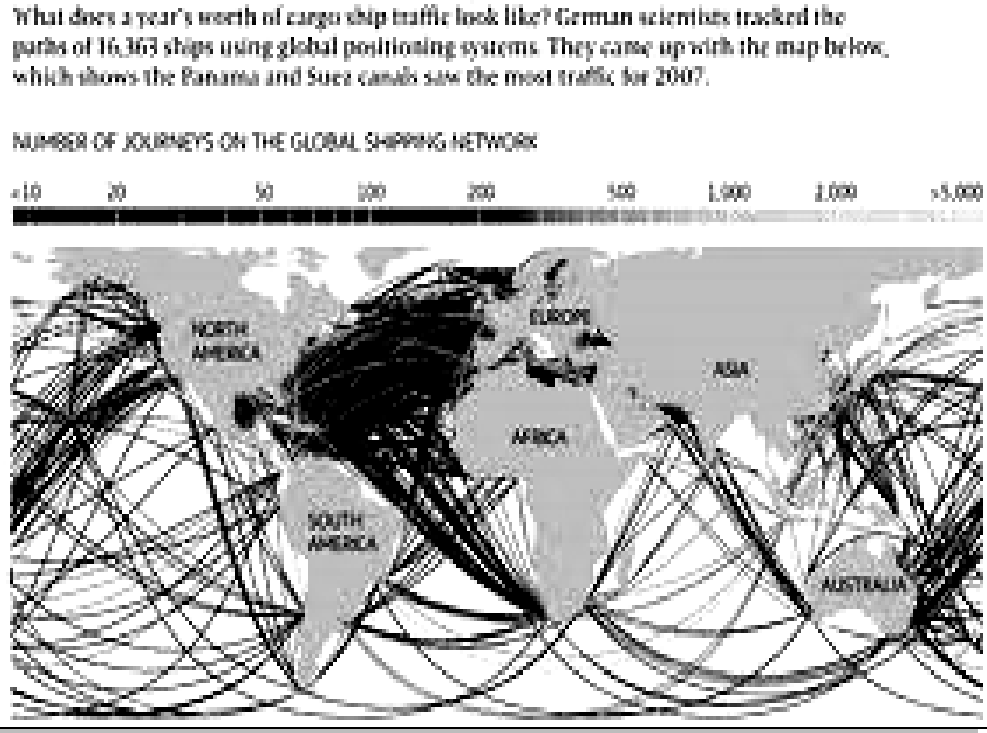 What does a year's worth of cargo ship traffic look like? German scientists tracked the
paths of 16,363 ships using global positioning systems. They came up with the map below,
which shows the Panama and Suez canals saw the most traffic for 2007.
NUMBER OF JOURNEYS ON THE GLOBAL SHIPPING NETWORK
<10 20 50 100 200 500 1,000 2,000 >5,000
NORTH
AMERICA
EUROPE
ASIA
AFRICA
SOUTH
AMERICA
AUSTRALIA